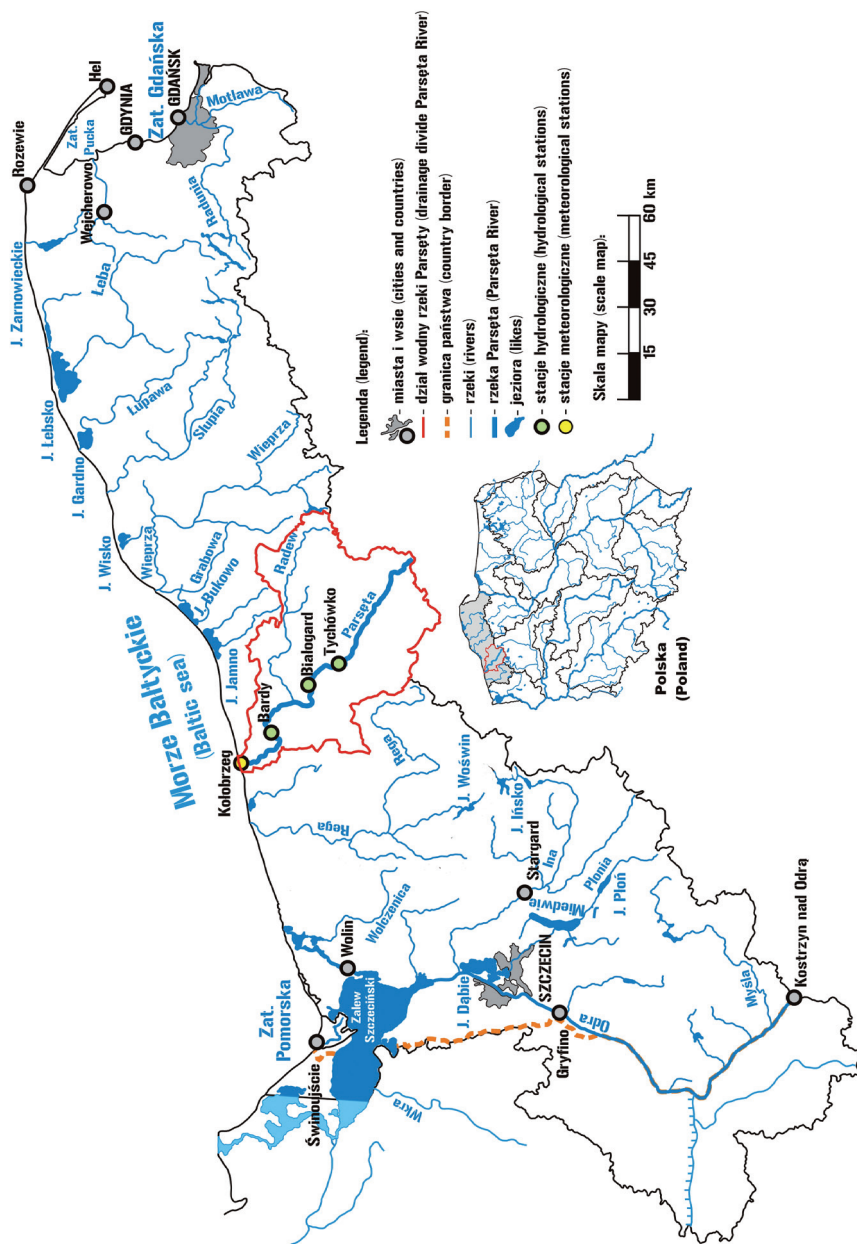 Morze Bałtyckie
(Baltic sea)
Zat.
Pomorska
Świnoujście
Zalew
Szczeciński
Wolin
Wołczenica
Wkra
J. Dąbie
SZCZECIN
Gryfino
Odra
Stargard
J. Miedwie
Ina
Płonia
J. Płoń
J. Ińsko
J. Woświn
Myśla
Kostrzyn nad Odrą
Rega
Rega
Kołobrzeg
Bardy
Białogard
Tychówko
Parsęta
Radew
J. Jamno
J. Bukowo
Grabowa
Wieprza
J. Wisko
Wieprza
Słupia
J. Gardno
Łupawa
J. Łebsko
Łeba
J. Zarnowieckie
Rozewie
Wejcherowo
Zat.
Pucka
Hel
GDYNIA
Zat. Gdańska
GDAŃSK
Motława
Radunia
Legenda (legend):
– miasta i wsie (cities and countries)
– dział wodny rzeki Parsęty (drainage divide Parsęta River)
– granica państwa (country border)
– rzeki (rivers)
– rzeka Parsęta (Parsęta River)
– jeziora (likes)
– stacje hydrologiczne (hydrological stations)
– stacje meteorologiczne (meteorological stations)
Skala mapy (scale map):
15 30 45 60 km
Polska
(Poland)